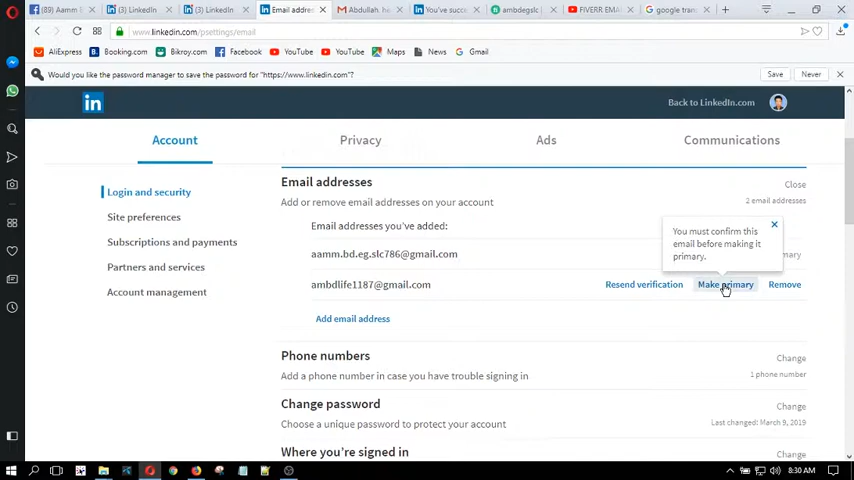 (89) Aamm B
(3) LinkedIn
(3) LinkedIn
Email addres
Abdullah, he
You've succ
ambdegslc
FIVERR EMA
google tran
www.linkedin.com/psettings/email
AliExpress
Booking.com
Bikroy.com
Facebook
YouTube
YouTube
Maps
News
Gmail
Would you like the password manager to save the password for "https://www.linkedin.com"?
Save
Never
in
Back to LinkedIn.com
Account
Privacy
Ads
Communications
Login and security
Site preferences
Subscriptions and payments
Partners and services
Account management
Email addresses
Close
Add or remove email addresses on your account
2 email addresses
Email addresses you've added:
You must confirm this
email before making it
primary.
aamm.bd.eg.slc786@gmail.com
mary
ambdlife1187@gmail.com
Resend verification
Make primary
Remove
Add email address
Phone numbers
Change
Add a phone number in case you have trouble signing in
1 phone number
Change password
Change
Choose a unique password to protect your account
Last changed: March 9, 2019
Where you're signed in
Change
8:30 AM